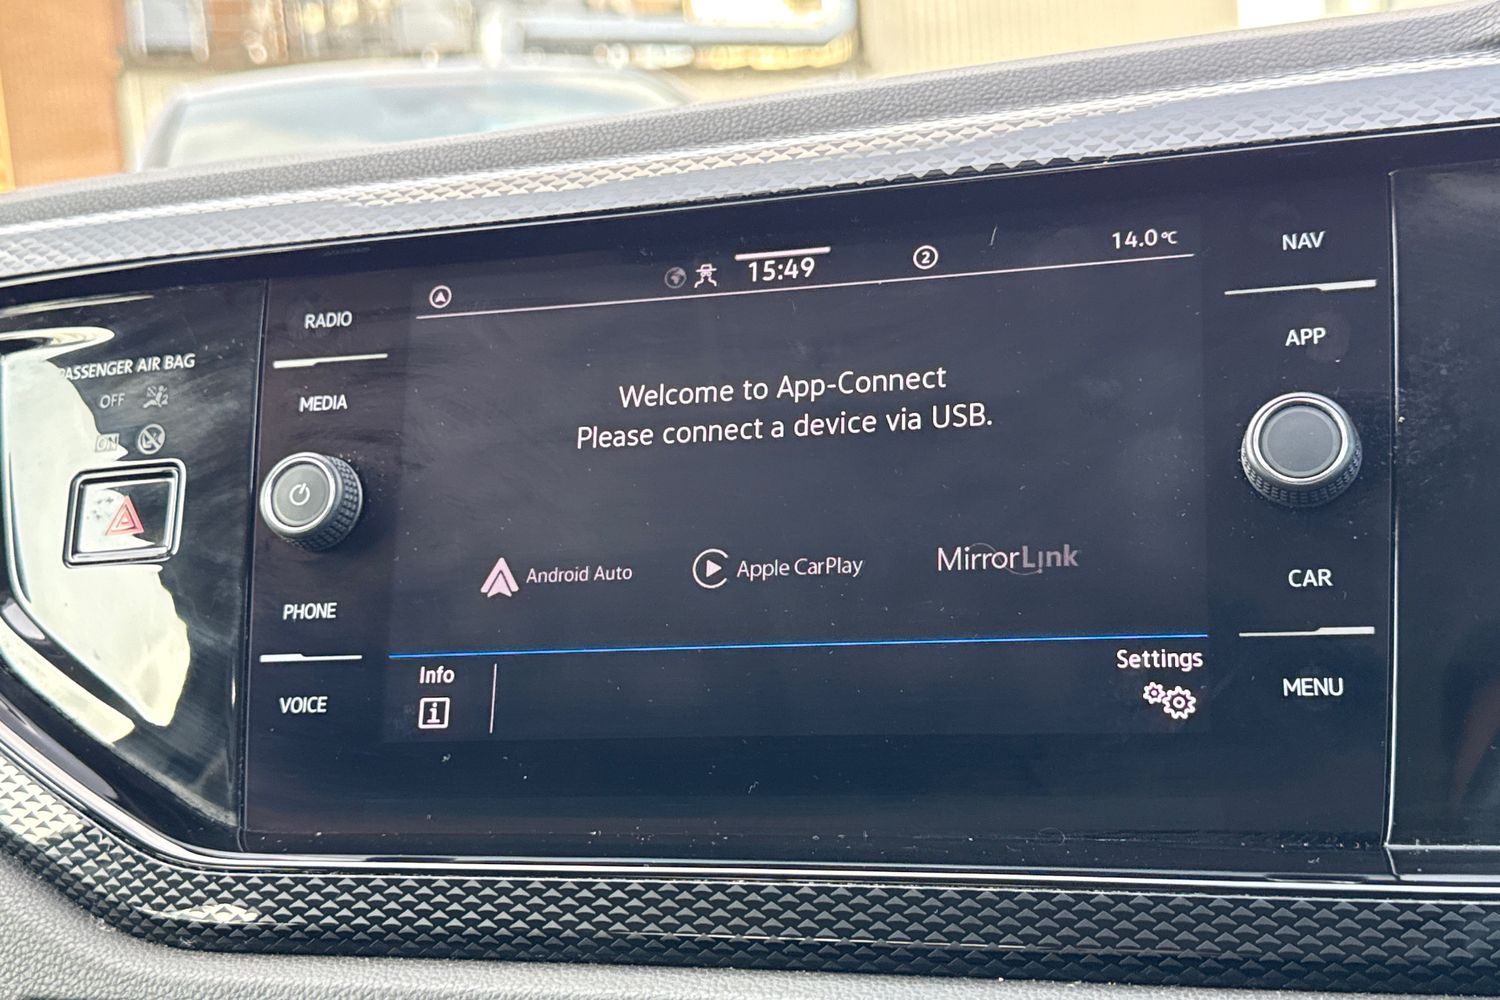 PASSENGER AIR BAG
OFF
ON
RADIO
MEDIA
PHONE
VOICE
15:49
2
14.0°C
Welcome to App-Connect
Please connect a device via USB.
Android Auto
Apple CarPlay
MirrorLink
Info
i
Settings
NAV
APP
CAR
MENU